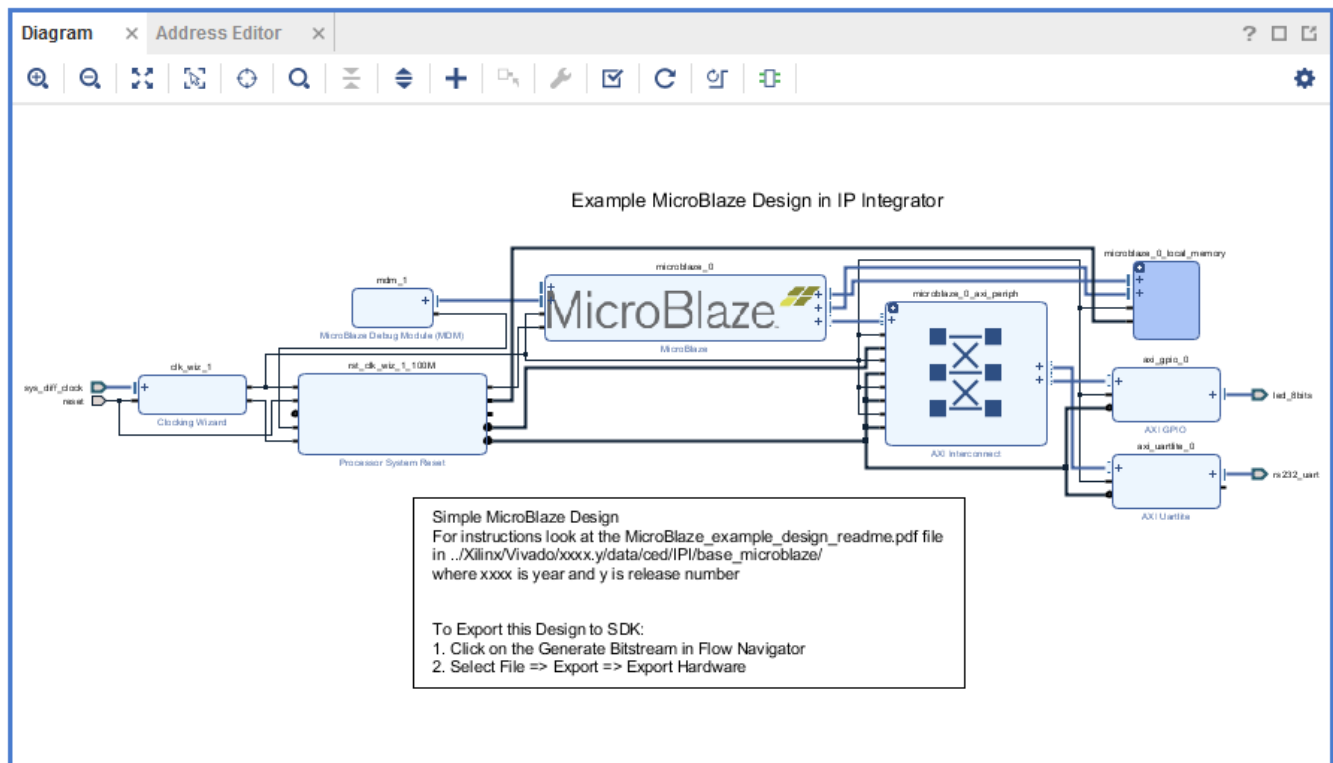 Diagram
Address Editor
Example MicroBlaze Design in IP Integrator
mdm_1
MicroBlaze Debug Module (MDM)
microblaze_0
MicroBlaze
MicroBlaze
microblaze_0_local_memory
microblaze_0_axi_periph
AXI Interconnect
clk_wiz_1
Clocking Wizard
sys_diff_clock
reset
rst_clk_wiz_1_100M
Processor System Reset
axi_gpio_0
AXI GPIO
led_8bits
axi_uartlite_0
AXI Uartlite
rs232_uart
Simple MicroBlaze Design
For instructions look at the MicroBlaze_example_design_readme.pdf file
in ../Xilinx/Vivado/xxxx.y/data/ced/IPI/base_microblaze/
where xxxx is year and y is release number
To Export this Design to SDK:
1. Click on the Generate Bitstream in Flow Navigator
2. Select File => Export => Export Hardware